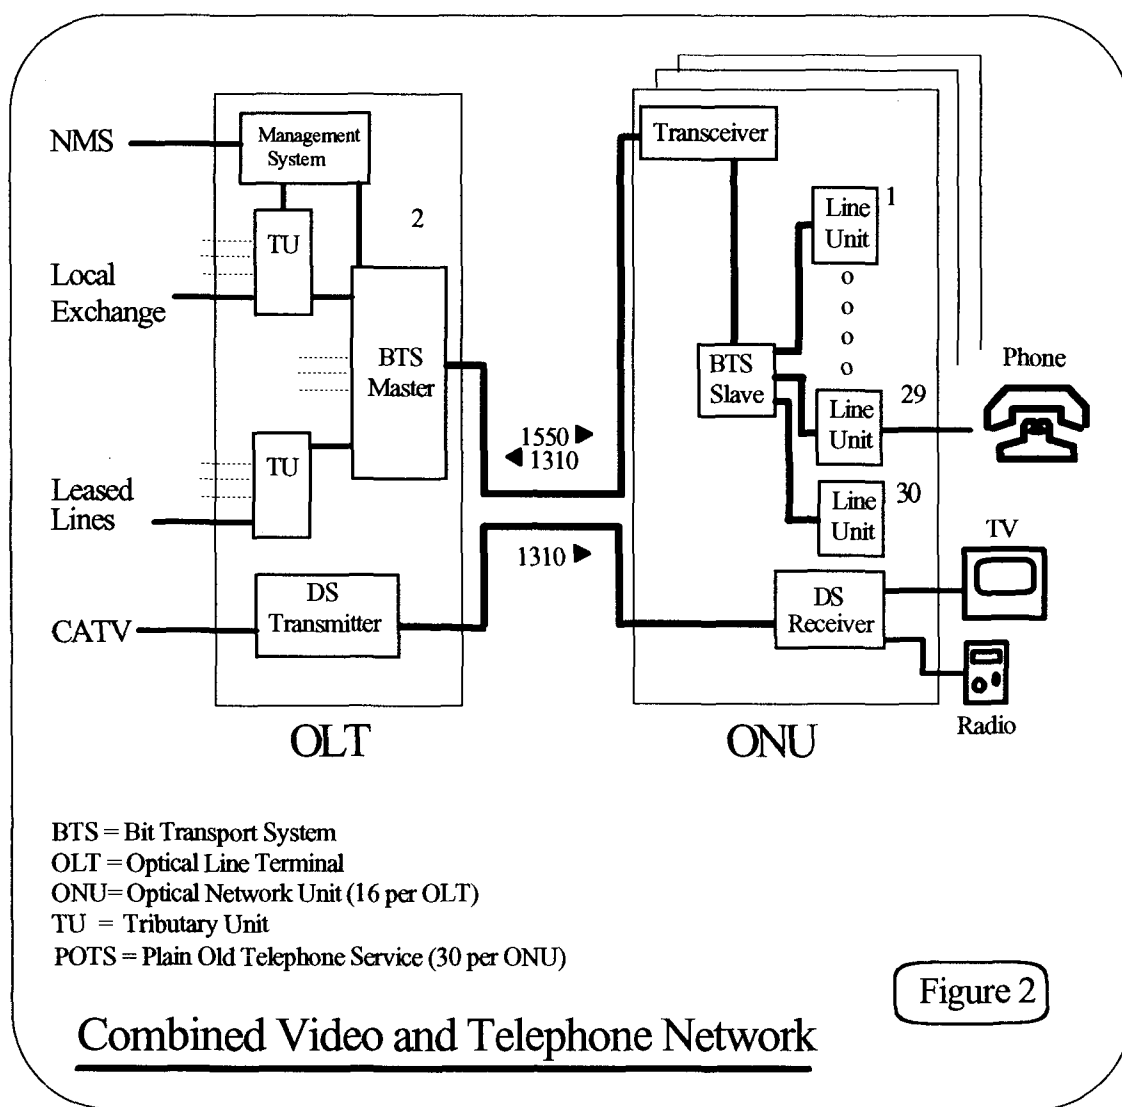 NMS
Management
System
TU
2
Local
Exchange
BTS
Master
TU
Leased
Lines
DS
Transmitter
CATV
OLT
1550 ►
◄ 1310
1310 ►
Transceiver
Line
Unit
1
o
o
o
o
BTS
Slave
Line
Unit
29
Phone
Line
Unit
30
TV
DS
Receiver
Radio
ONU
BTS = Bit Transport System
OLT = Optical Line Terminal
ONU= Optical Network Unit (16 per OLT)
TU = Tributary Unit
POTS = Plain Old Telephone Service (30 per ONU)
Figure 2
Combined Video and Telephone Network